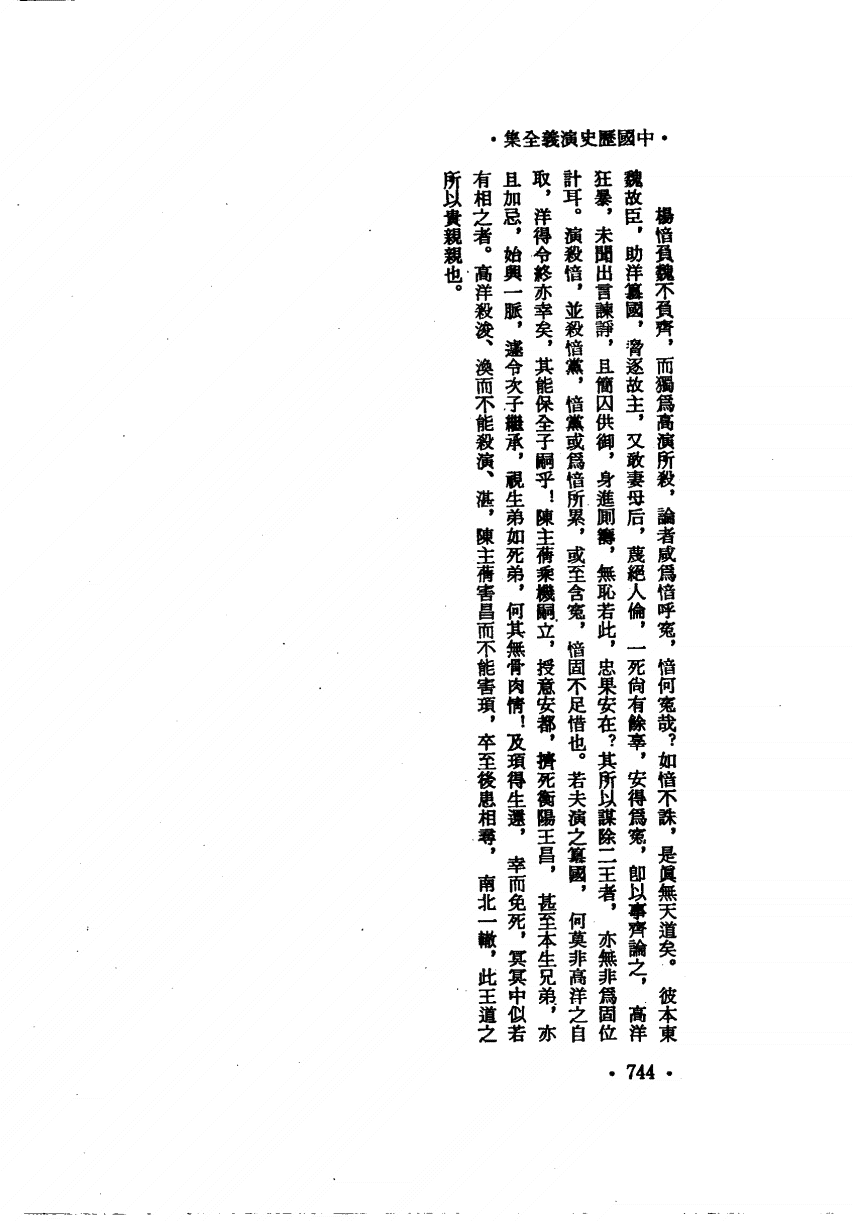 ·中國歷史演義全集·
楊愔負魏不負齊，而獨爲高演所殺，論者咸爲愔呼冤，愔何冤哉？如愔不誅，是眞無天道矣。彼本東
魏故臣，助洋篡國，脅逐故主，又敢妻母后，蔑絕人倫，一死尙有餘辜，安得爲冤，卽以事齊論之，高洋
狂暴，未聞出言諫諍，且簡囚供御，身進厠籌，無恥若此，忠果安在？其所以謀除二王者，亦無非爲固位
計耳。演殺愔，並殺愔黨，愔黨或爲愔所累，或至含冤，愔固不足惜也。若夫演之篡國，何莫非高洋之自
取，洋得令終亦幸矣，其能保全子嗣乎！陳主蒨乘機嗣立，授意安都，擠死衡陽王昌，甚至本生兄弟，亦
且加忌，始興一脈，遽令次子繼承，視生弟如死弟，何其無骨肉情！及頊得生還，幸而免死，冥冥中似若
有相之者。高洋殺浚、渙而不能殺演、湛，陳主蒨害昌而不能害頊，卒至後患相尋，南北一轍，此王道之
所以貴親親也。
·744·